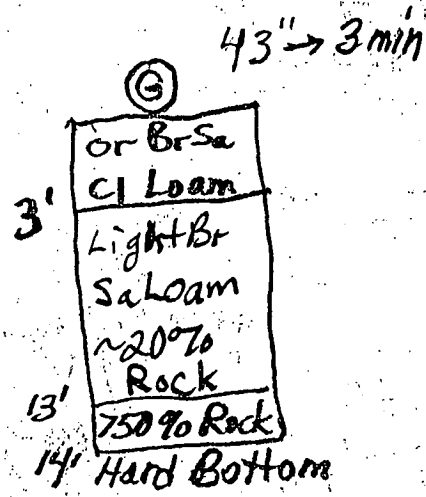 43" → 3 min
G
or Br Sa
Cl Loam
3'
Light Br
Sa Loam
~20%
Rock
13'
>50% Rock
14' Hard Bottom